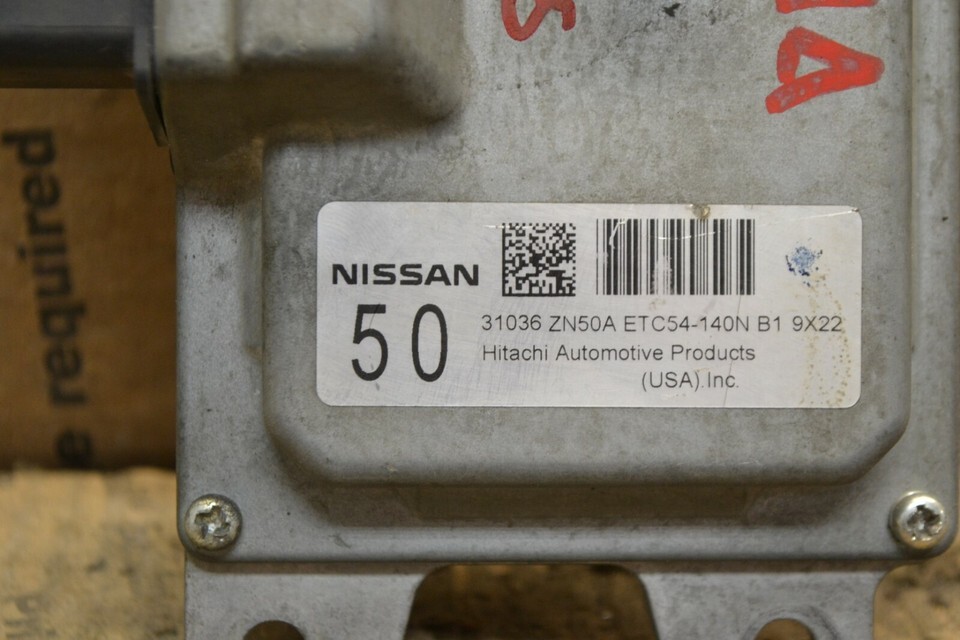 NISSAN
50
31036 ZN50A ETC54-140N B1 9X22
Hitachi Automotive Products
(USA).Inc.
required